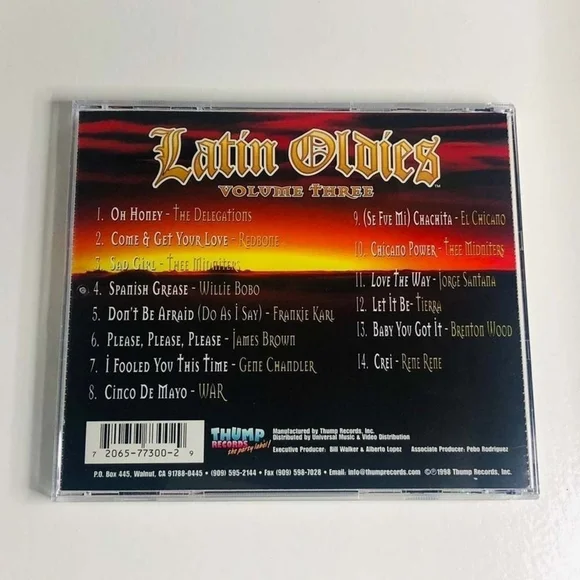 Latin Oldies
VOLUME THREE
1. OH HONEY - THE DELEGATIONS
2. COME & GET YOUR LOVE - REDBONE
3. SAD GIRL - THEE MIDNITERS
4. SPANISH GREASE - WILLIE BOBO
5. DON'T BE AFRAID (DO AS I SAY) - FRANKIE KARL
6. PLEASE, PLEASE, PLEASE - JAMES BROWN
7. I FOOLED YOU THIS TIME - GENE CHANDLER
8. CINCO DE MAYO - WAR
9. (SE FUE MI) CHACHITA - EL CHICANO
10. CHICANO POWER - THEE MIDNITERS
11. LOVE THE WAY - JORGE SANTANA
12. LET IT BE - TIERRA
13. BABY YOU GOT IT - BRENTON WOOD
14. CREI - RENE RENE
7 2065-77300-2 9
THUMP
RECORDS
the party label!
Manufactured by Thump Records, Inc.
Distributed by Universal Music & Video Distribution
Executive Producer: Bill Walker & Alberto Lopez Associate Producer: Pebo Rodriguez
P.O. Box 445, Walnut, CA 91788-0445 • (909) 595-2144 • Fax (909) 598-7028 • Email: info@thumprecords.com ©℗1998 Thump Records, Inc.